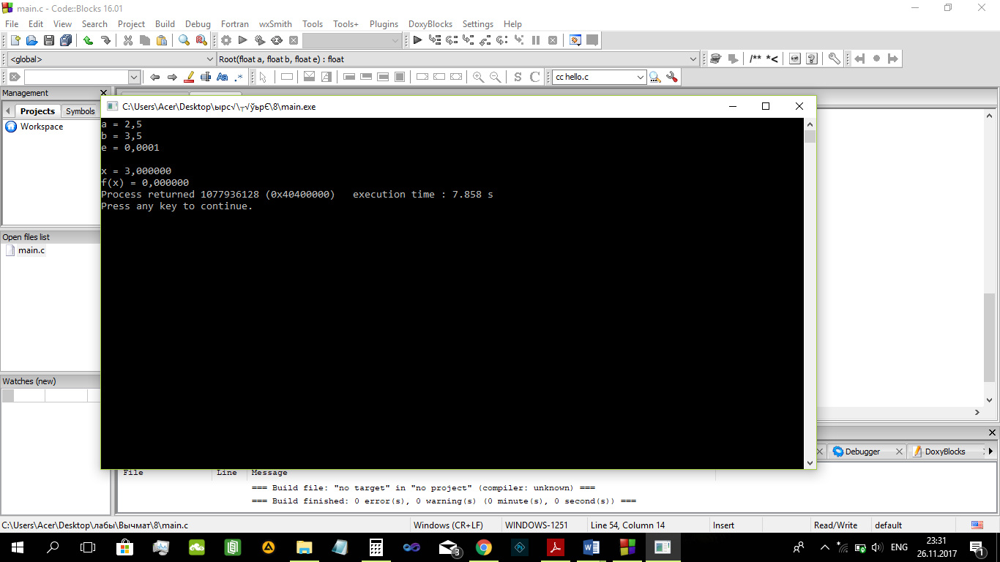 main.c - Code::Blocks 16.01
File Edit View Search Project Build Debug Fortran wxSmith Tools Tools+ Plugins DoxyBlocks Settings Help
<global> Root(float a, float b, float e) : float /** *<
Aa .* S C cc hello.c
Management
Projects Symbols
Workspace
Open files list
main.c
Watches (new)
C:\Users\Acer\Desktop\ырс√\┬√ўьрЄ\8\main.exe
a = 2,5
b = 3,5
e = 0,0001
x = 3,000000
f(x) = 0,000000
Process returned 1077936128 (0x40400000) execution time : 7.858 s
Press any key to continue.
Debugger DoxyBlocks
File Line Message
=== Build file: "no target" in "no project" (compiler: unknown) ===
=== Build finished: 0 error(s), 0 warning(s) (0 minute(s), 0 second(s)) ===
C:\Users\Acer\Desktop\лабы\Вычмат\8\main.c Windows (CR+LF) WINDOWS-1251 Line 54, Column 14 Insert Read/Write default
3 ENG 23:31
26.11.2017 1